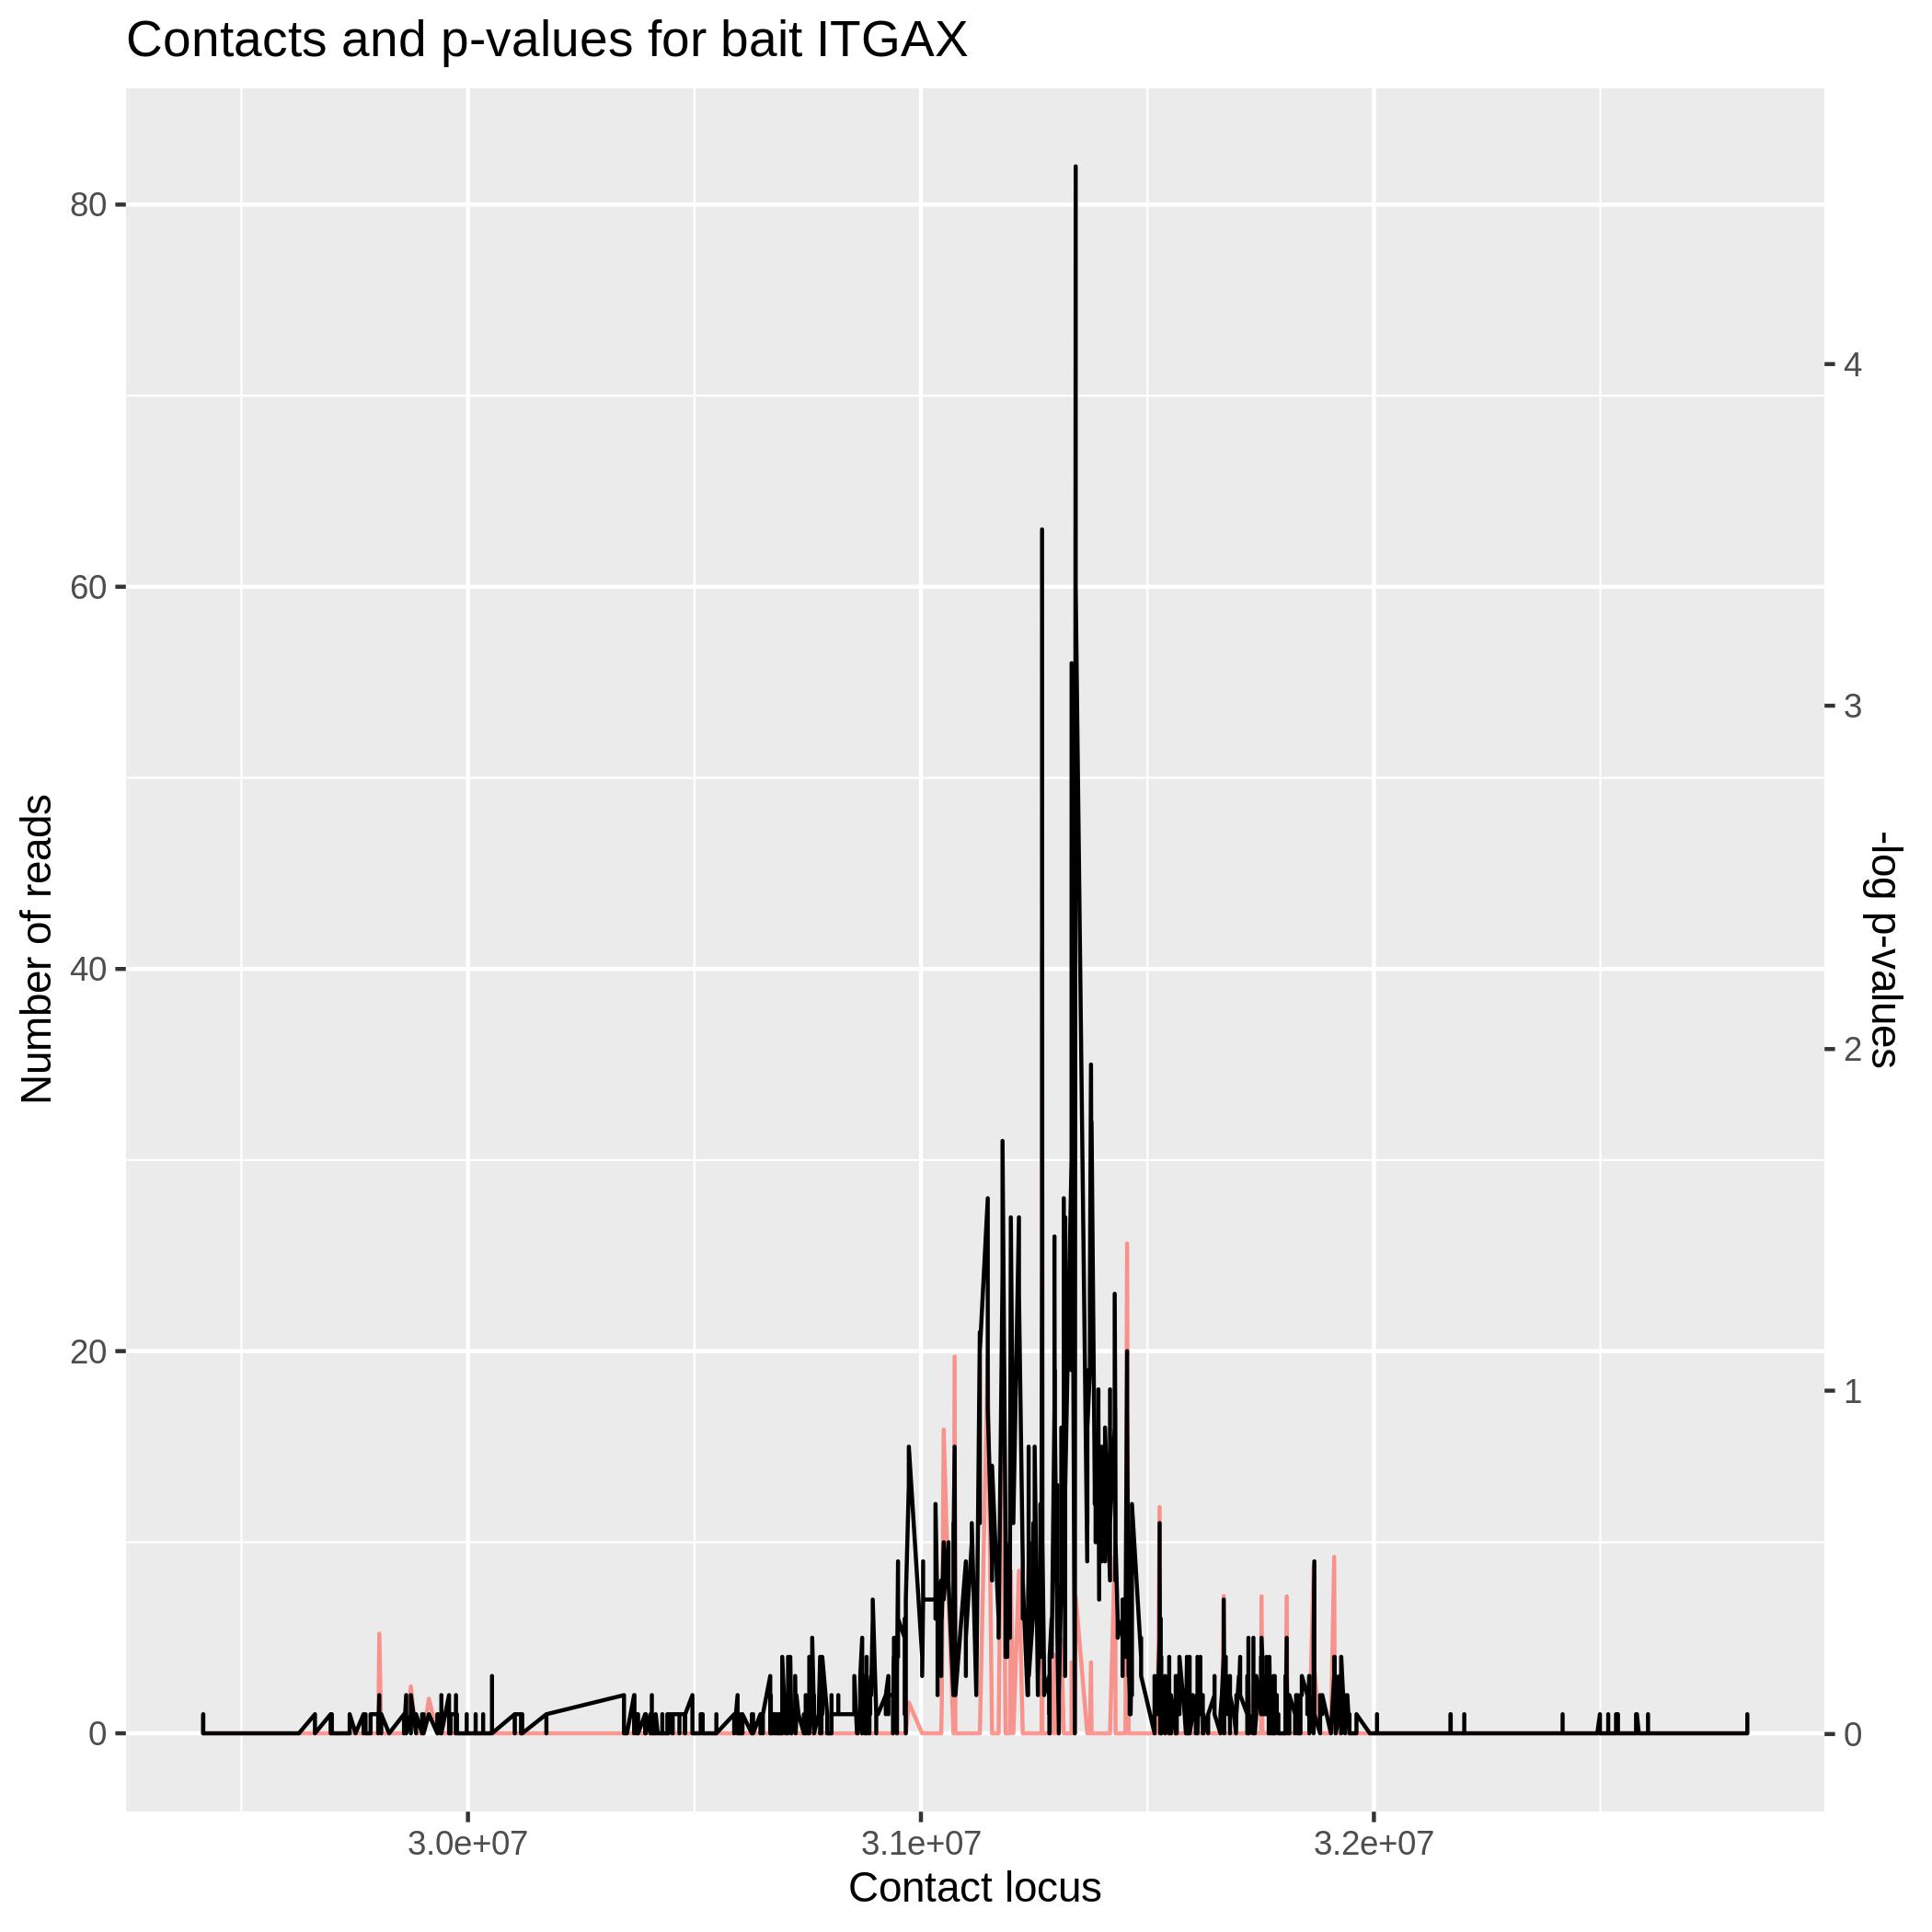 Contacts and p-values for bait ITGAX
80
60
40
20
0
Number of reads
4
3
2
1
0
-log p-values
3.0e+07 3.1e+07 3.2e+07
Contact locus